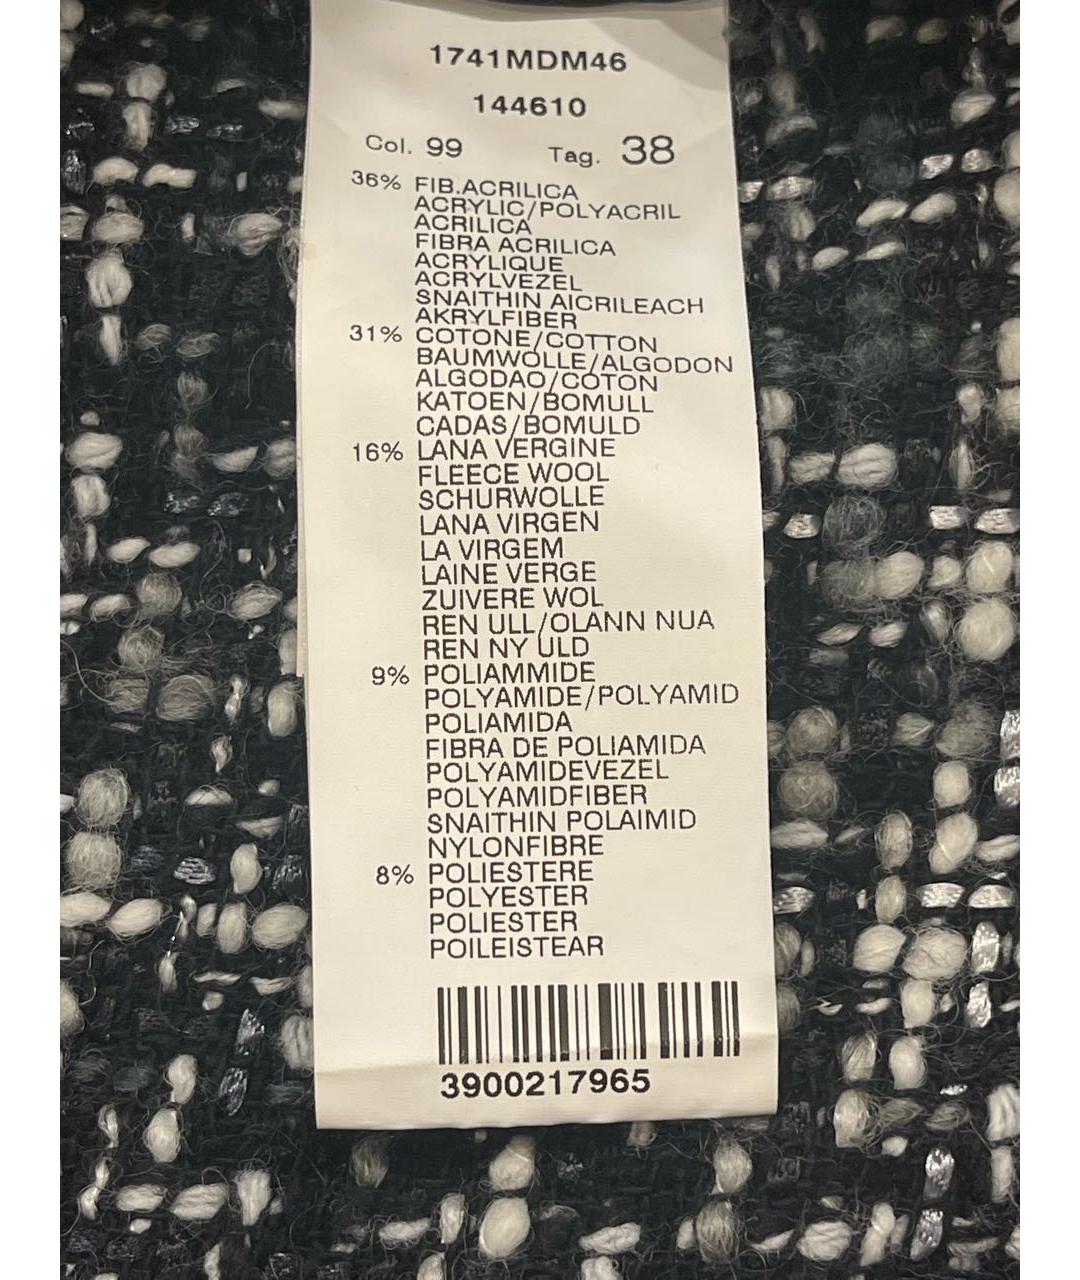 1741MDM46
144610
Col. 99 Tag. 38
36% FIB.ACRILICA
ACRYLIC/POLYACRIL
ACRILICA
FIBRA ACRILICA
ACRYLIQUE
ACRYLVEZEL
SNAITHIN AICRILEACH
AKRYLFIBER
31% COTONE/COTTON
BAUMWOLLE/ALGODON
ALGODAO/COTON
KATOEN/BOMULL
CADAS/BOMULD
16% LANA VERGINE
FLEECE WOOL
SCHURWOLLE
LANA VIRGEN
LA VIRGEM
LAINE VERGE
ZUIVERE WOL
REN ULL/OLANN NUA
REN NY ULD
9% POLIAMMIDE
POLYAMIDE/POLYAMID
POLIAMIDA
FIBRA DE POLIAMIDA
POLYAMIDEVEZEL
POLYAMIDFIBER
SNAITHIN POLAIMID
NYLONFIBRE
8% POLIESTERE
POLYESTER
POLIESTER
POILEISTEAR
3900217965